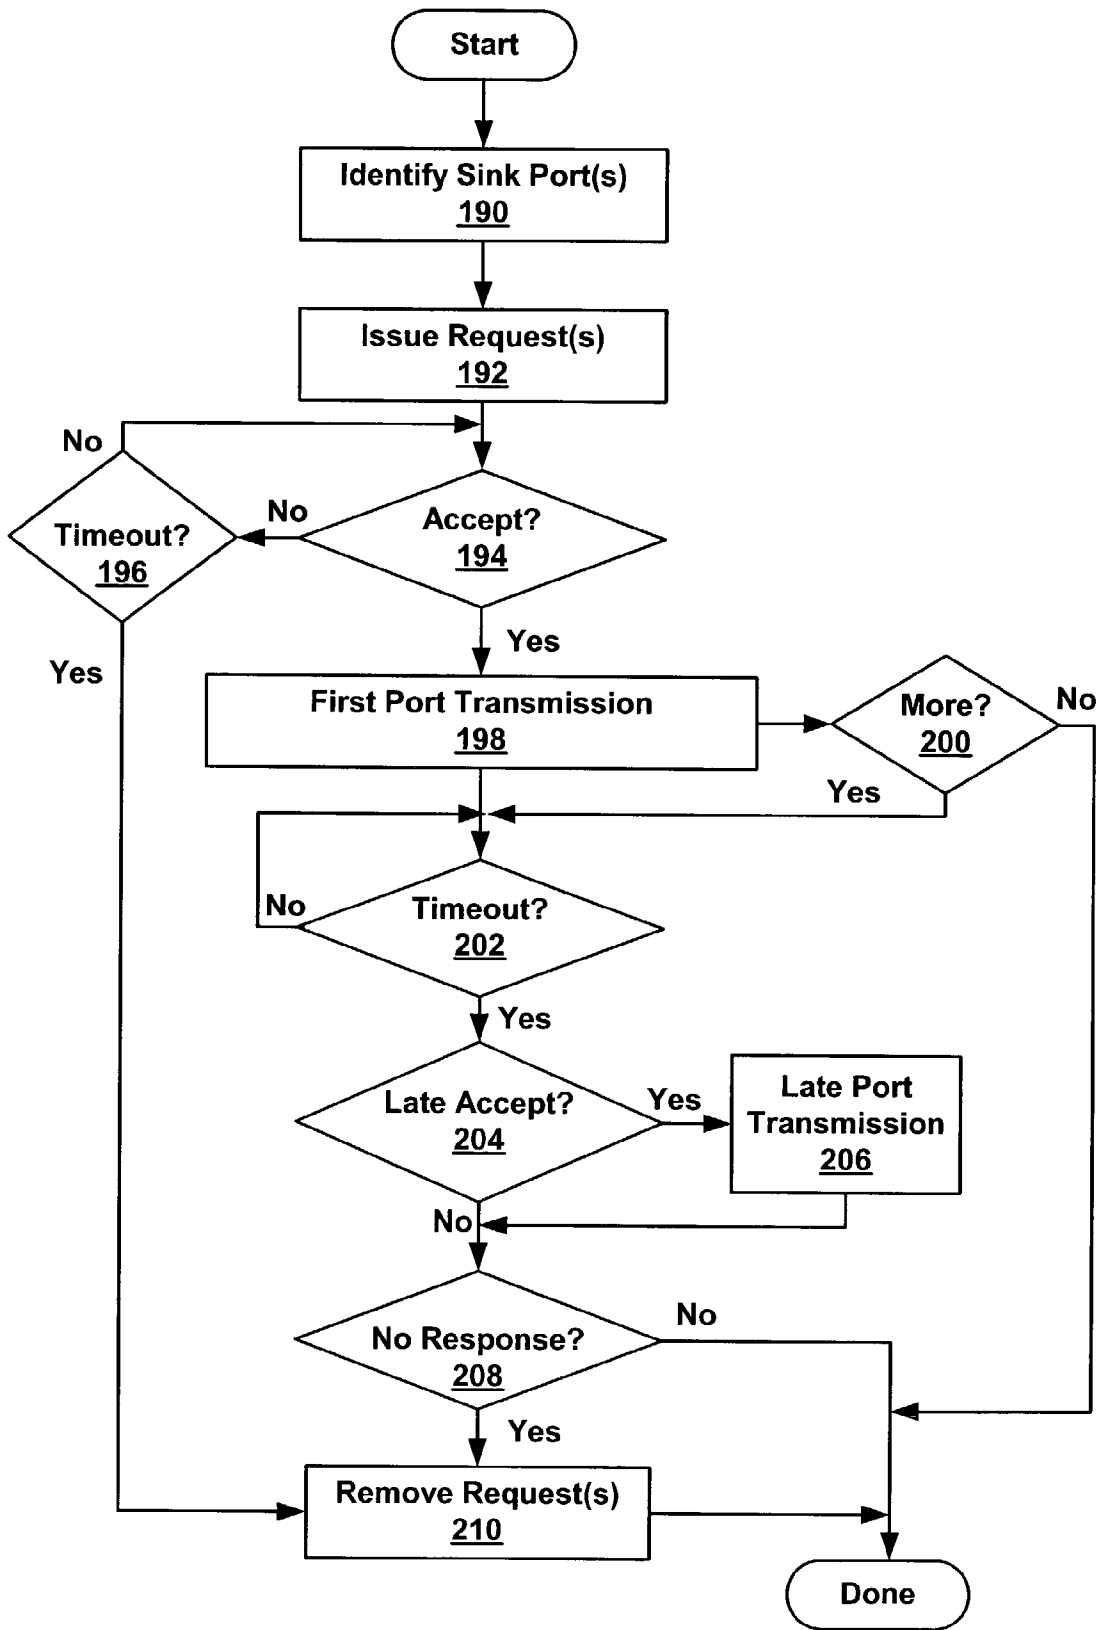 Start
Identify Sink Port(s)
190
Issue Request(s)
192
No
Timeout?
196
No
Accept?
194
Yes
Yes
First Port Transmission
198
More?
200
No
Yes
No
Timeout?
202
Yes
Late Accept?
204
Yes
Late Port
Transmission
206
No
No Response?
208
No
Yes
Remove Request(s)
210
Done